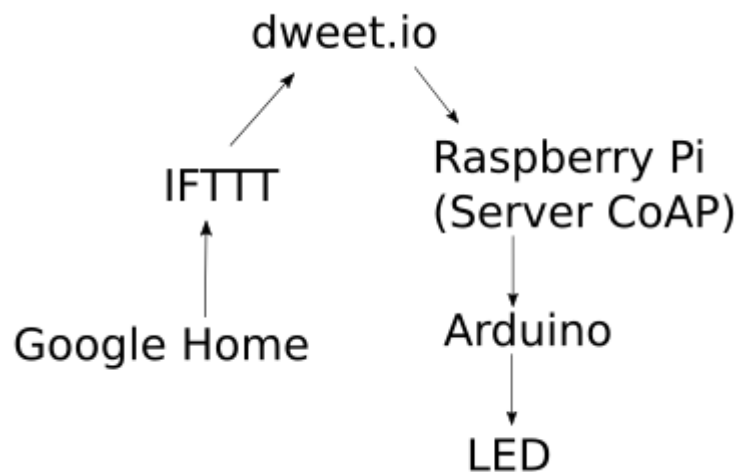 dweet.io
IFTTT
Raspberry Pi
(Server CoAP)
Google Home
Arduino
LED